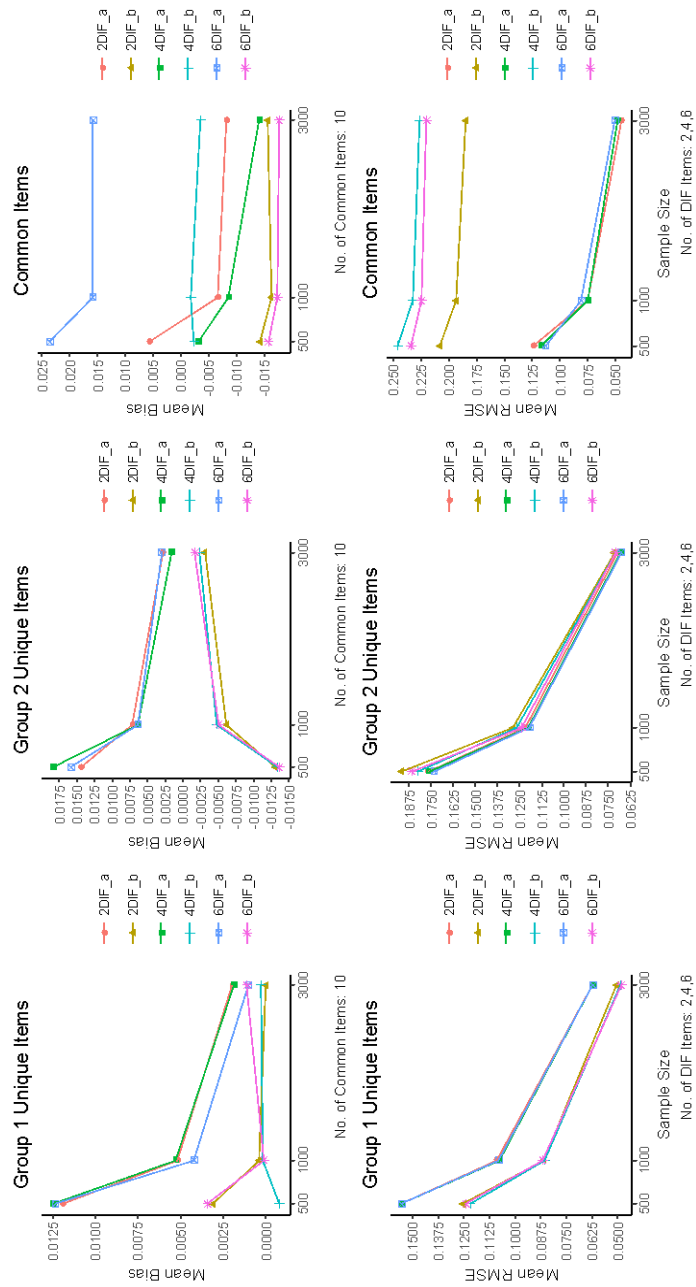 Group 1 Unique Items
Mean Bias
0.0125
0.0100
0.0075
0.0050
0.0025
0.0000
500 1000 3000
No. of Common Items: 10
2DIF_a
2DIF_b
4DIF_a
4DIF_b
6DIF_a
6DIF_b
Group 2 Unique Items
Mean Bias
0.0175
0.0150
0.0125
0.0100
0.0075
0.0050
0.0025
0.0000
-0.0025
-0.0050
-0.0075
-0.0100
-0.0125
-0.0150
500 1000 3000
No. of Common Items: 10
2DIF_a
2DIF_b
4DIF_a
4DIF_b
6DIF_a
6DIF_b
Common Items
Mean Bias
0.025
0.020
0.015
0.010
0.005
0.000
-0.005
-0.010
-0.015
500 1000 3000
No. of Common Items: 10
2DIF_a
2DIF_b
4DIF_a
4DIF_b
6DIF_a
6DIF_b
Group 1 Unique Items
Mean RMSE
0.1500
0.1375
0.1250
0.1125
0.1000
0.0875
0.0750
0.0625
0.0500
500 1000 3000
Sample Size
No. of DIF Items: 2,4,6
2DIF_a
2DIF_b
4DIF_a
4DIF_b
6DIF_a
6DIF_b
Group 2 Unique Items
Mean RMSE
0.1875
0.1750
0.1625
0.1500
0.1375
0.1250
0.1125
0.1000
0.0875
0.0750
0.0625
500 1000 3000
Sample Size
No. of DIF Items: 2,4,6
2DIF_a
2DIF_b
4DIF_a
4DIF_b
6DIF_a
6DIF_b
Common Items
Mean RMSE
0.250
0.225
0.200
0.175
0.150
0.125
0.100
0.075
0.050
500 1000 3000
Sample Size
No. of DIF Items: 2,4,6
2DIF_a
2DIF_b
4DIF_a
4DIF_b
6DIF_a
6DIF_b